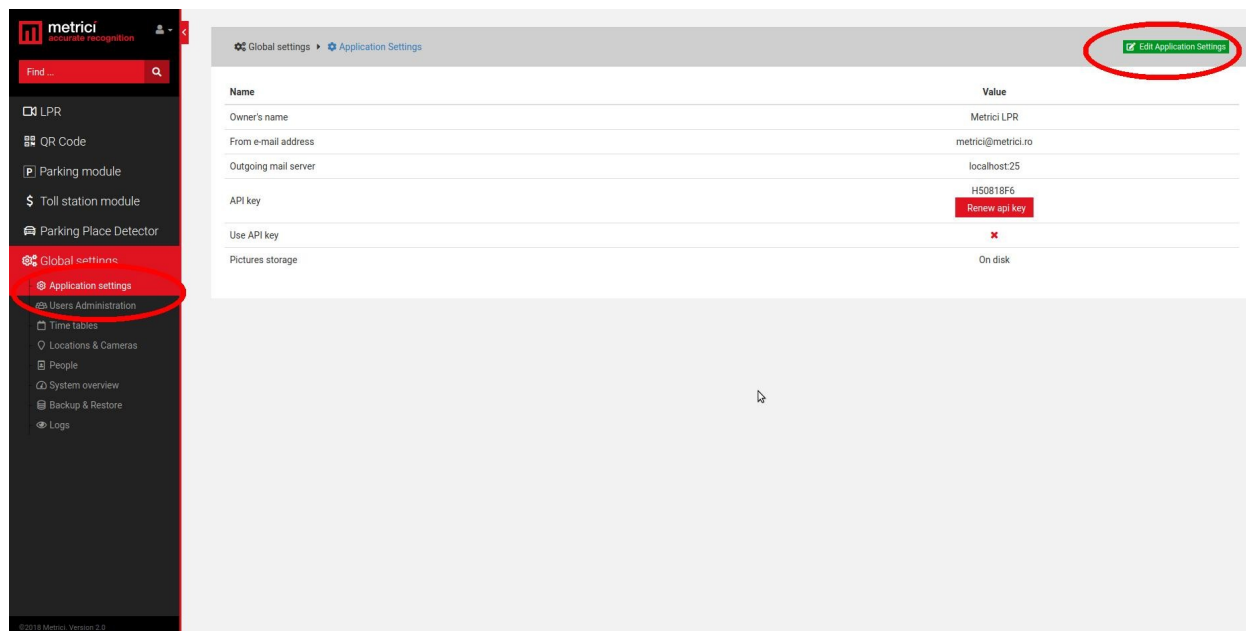 metrici
accurate recognition
Find ...
LPR
QR Code
P Parking module
$ Toll station module
Parking Place Detector
Global settings
Application settings
Users Administration
Time tables
Locations & Cameras
People
System overview
Backup & Restore
Logs
©2018 Metrici. Version 2.0
Global settings Application Settings
Edit Application Settings
Name Value
Owner's name Metrici LPR
From e-mail address metrici@metrici.ro
Outgoing mail server localhost:25
API key H50818F6
Renew api key
Use API key
Pictures storage On disk